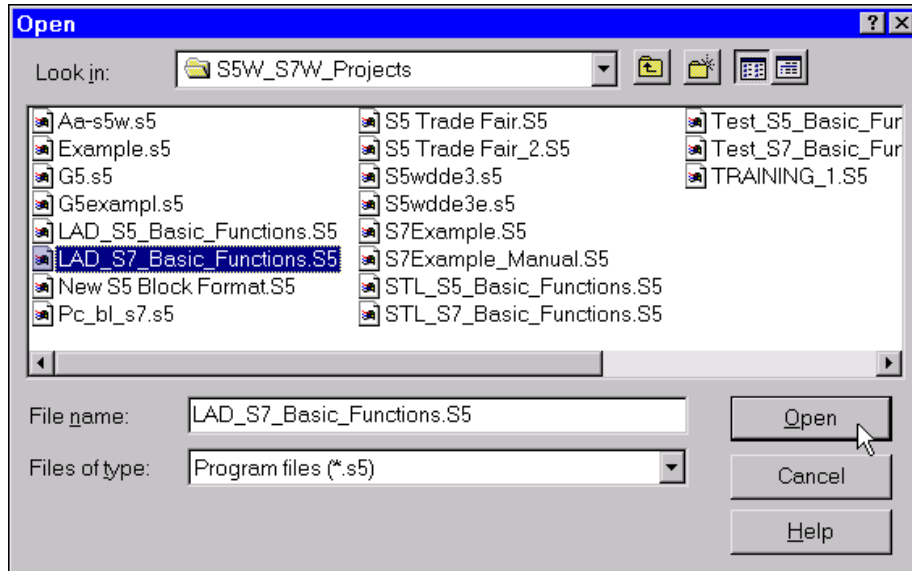 Open
Look in:
S5W_S7W_Projects
Aa-s5w.s5
Example.s5
G5.s5
G5exampl.s5
LAD_S5_Basic_Functions.S5
LAD_S7_Basic_Functions.S5
New S5 Block Format.S5
Pc_bl_s7.s5
S5 Trade Fair.S5
S5 Trade Fair_2.S5
S5wdde3.s5
S5wdde3e.s5
S7Example.S5
S7Example_Manual.S5
STL_S5_Basic_Functions.S5
STL_S7_Basic_Functions.S5
Test_S5_Basic_Fur
Test_S7_Basic_Fur
TRAINING_1.S5
File name:
LAD_S7_Basic_Functions.S5
Open
Files of type:
Program files (*.s5)
Cancel
Help